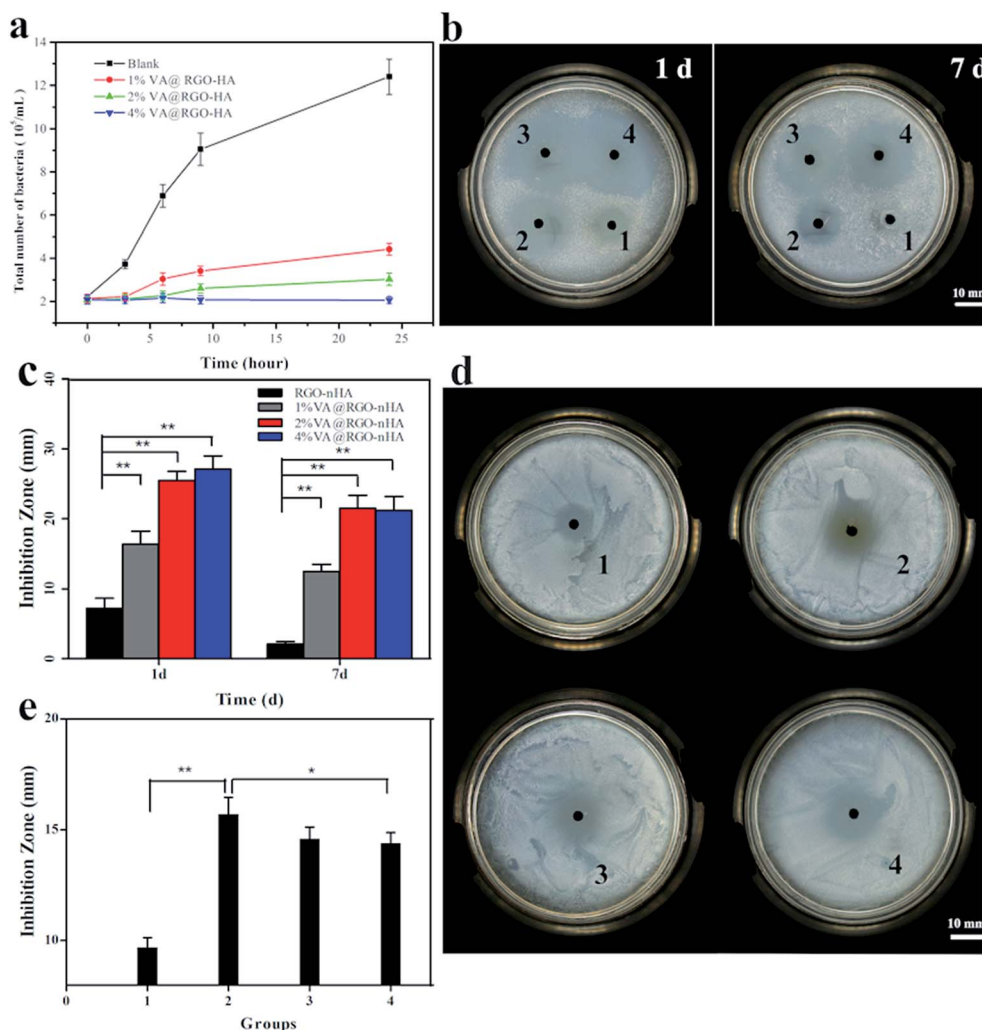 a
14
12
10
8
6
4
2
Total number of bacteria ( 10⁵/mL )
Blank
1% VA@ RGO-HA
2% VA@RGO-HA
4% VA@RGO-HA
0 5 10 15 20 25
Time (hour)
b
1 d
3 4
2 1
7 d
3 4
2 1
10 mm
c
40
30
20
10
0
Inhibition Zone (mm)
RGO-nHA
1%VA@RGO-nHA
2%VA@RGO-nHA
4%VA@RGO-nHA
**
**
**
**
**
**
1d 7d
Time (d)
d
1
2
3
4
10 mm
e
20
15
10
Inhibition Zone (mm)
** *
0 1 2 3 4
Groups